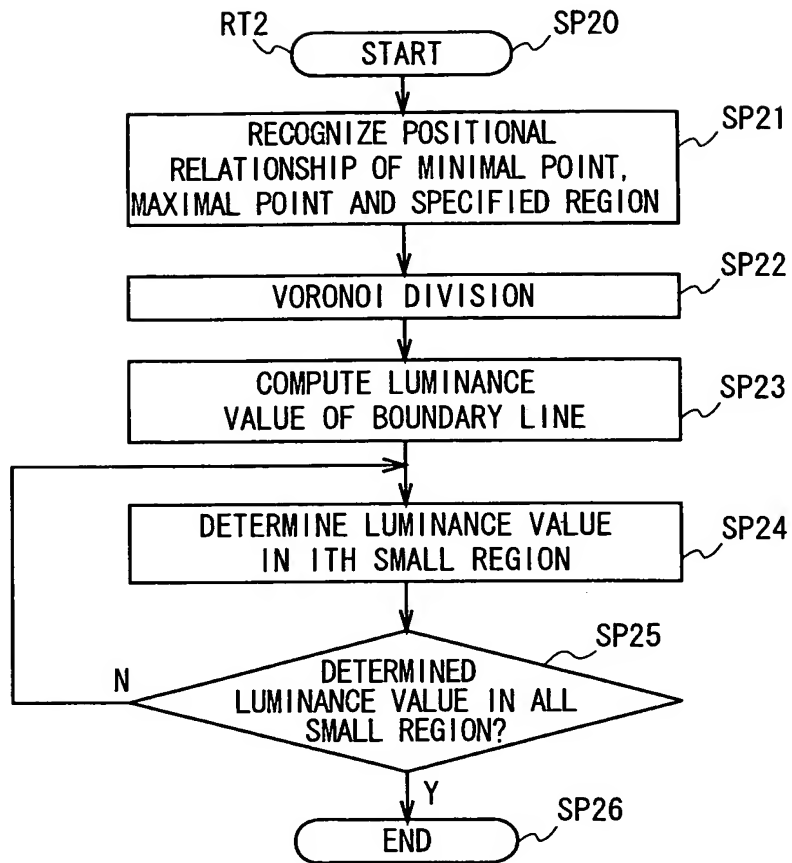 RT2
START
SP20
RECOGNIZE POSITIONAL
RELATIONSHIP OF MINIMAL POINT,
MAXIMAL POINT AND SPECIFIED REGION
SP21
VORONOI DIVISION
SP22
COMPUTE LUMINANCE
VALUE OF BOUNDARY LINE
SP23
DETERMINE LUMINANCE VALUE
IN ITH SMALL REGION
SP24
DETERMINED
LUMINANCE VALUE IN ALL
SMALL REGION?
SP25
N
Y
END
SP26